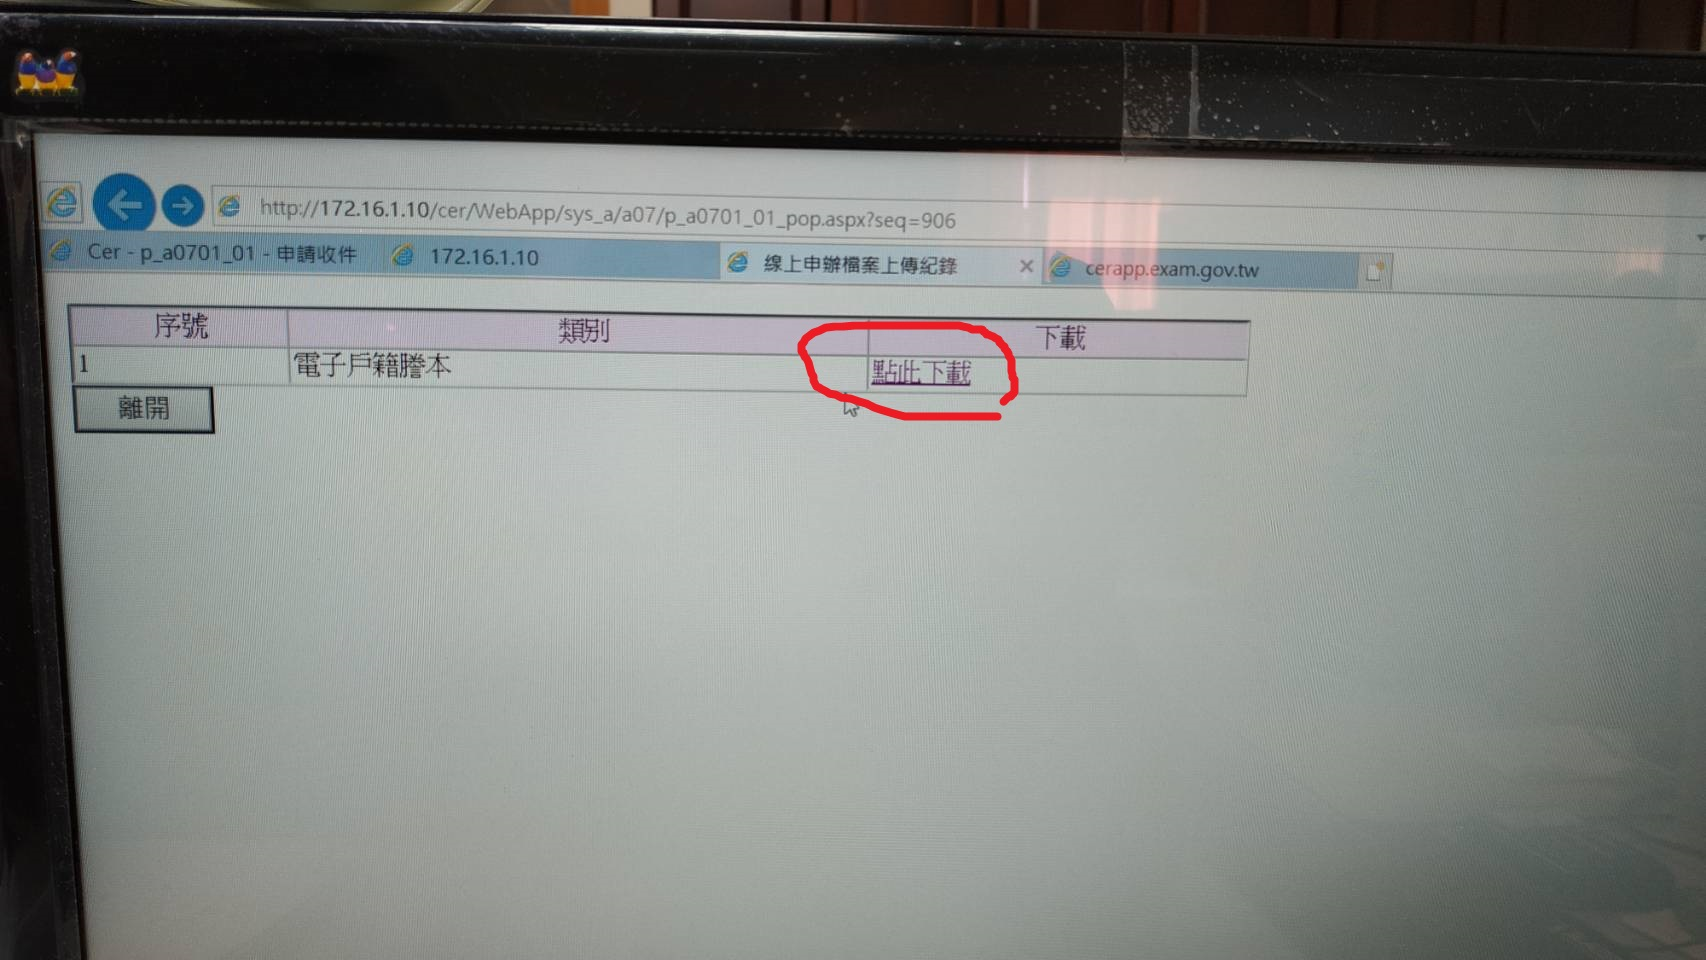 http://172.16.1.10/cer/WebApp/sys_a/a07/p_a0701_01_pop.aspx?seq=906
Cer - p_a0701_01 - 申請收件 172.16.1.10 線上申辦檔案上傳紀錄 cerapp.exam.gov.tw
序號 類別 下載
1 電子戶籍謄本 點此下載
離開